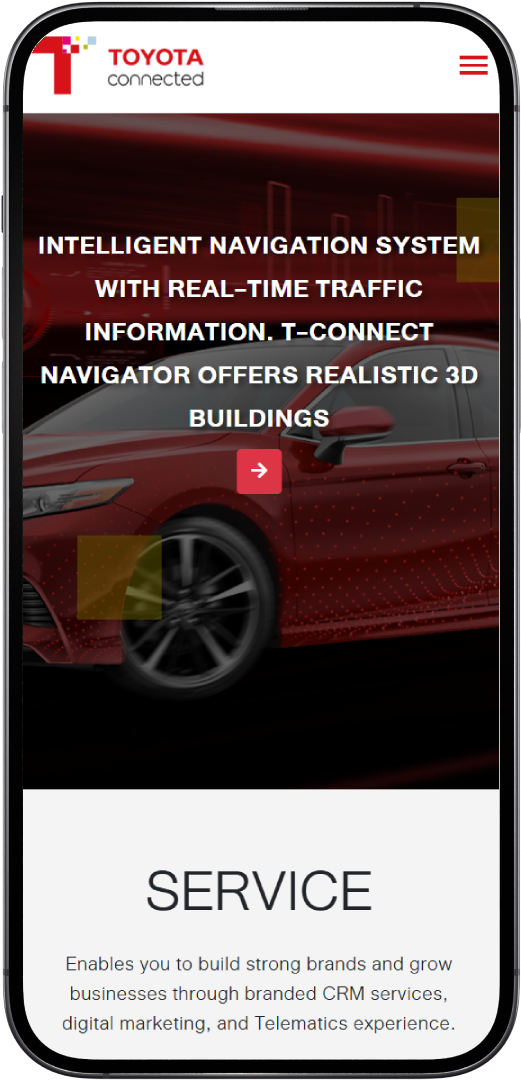 TOYOTA
connected
INTELLIGENT NAVIGATION SYSTEM
WITH REAL-TIME TRAFFIC
INFORMATION. T-CONNECT
NAVIGATOR OFFERS REALISTIC 3D
BUILDINGS
SERVICE
Enables you to build strong brands and grow
businesses through branded CRM services,
digital marketing, and Telematics experience.